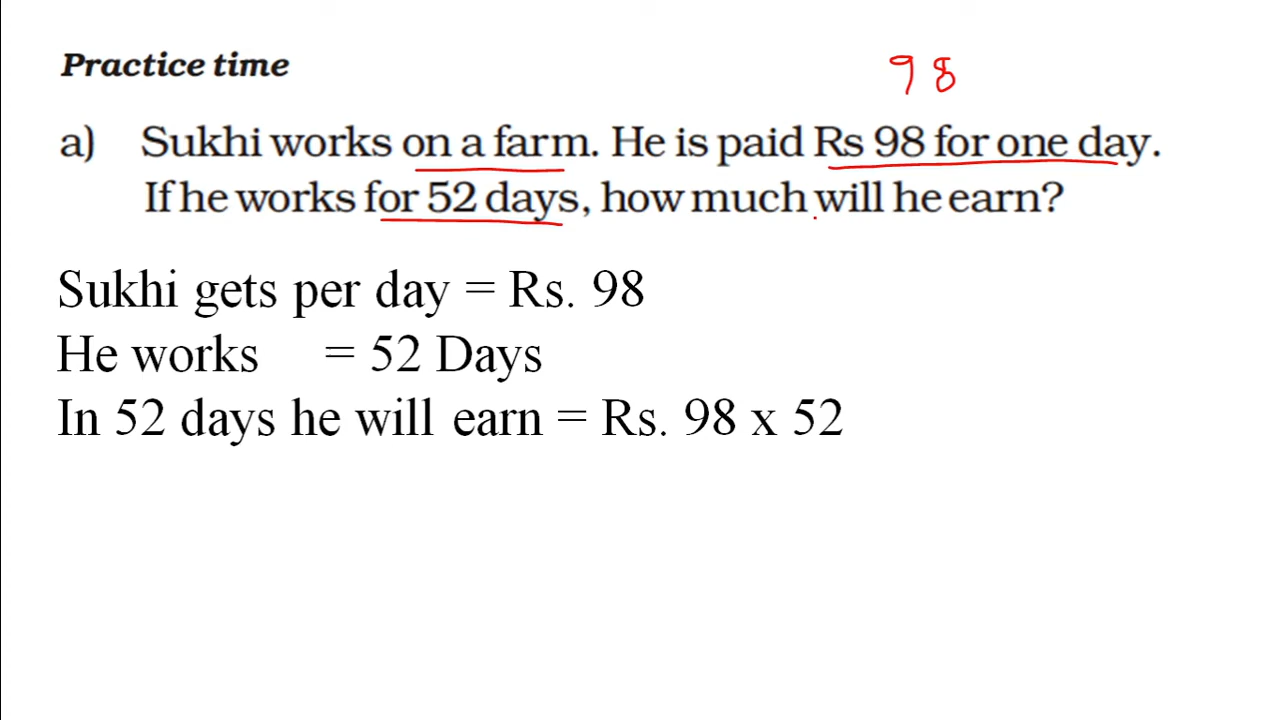 Practice time
98
a) Sukhi works on a farm. He is paid Rs 98 for one day.
If he works for 52 days, how much will he earn?
Sukhi gets per day = Rs. 98
He works = 52 Days
In 52 days he will earn = Rs. 98 x 52